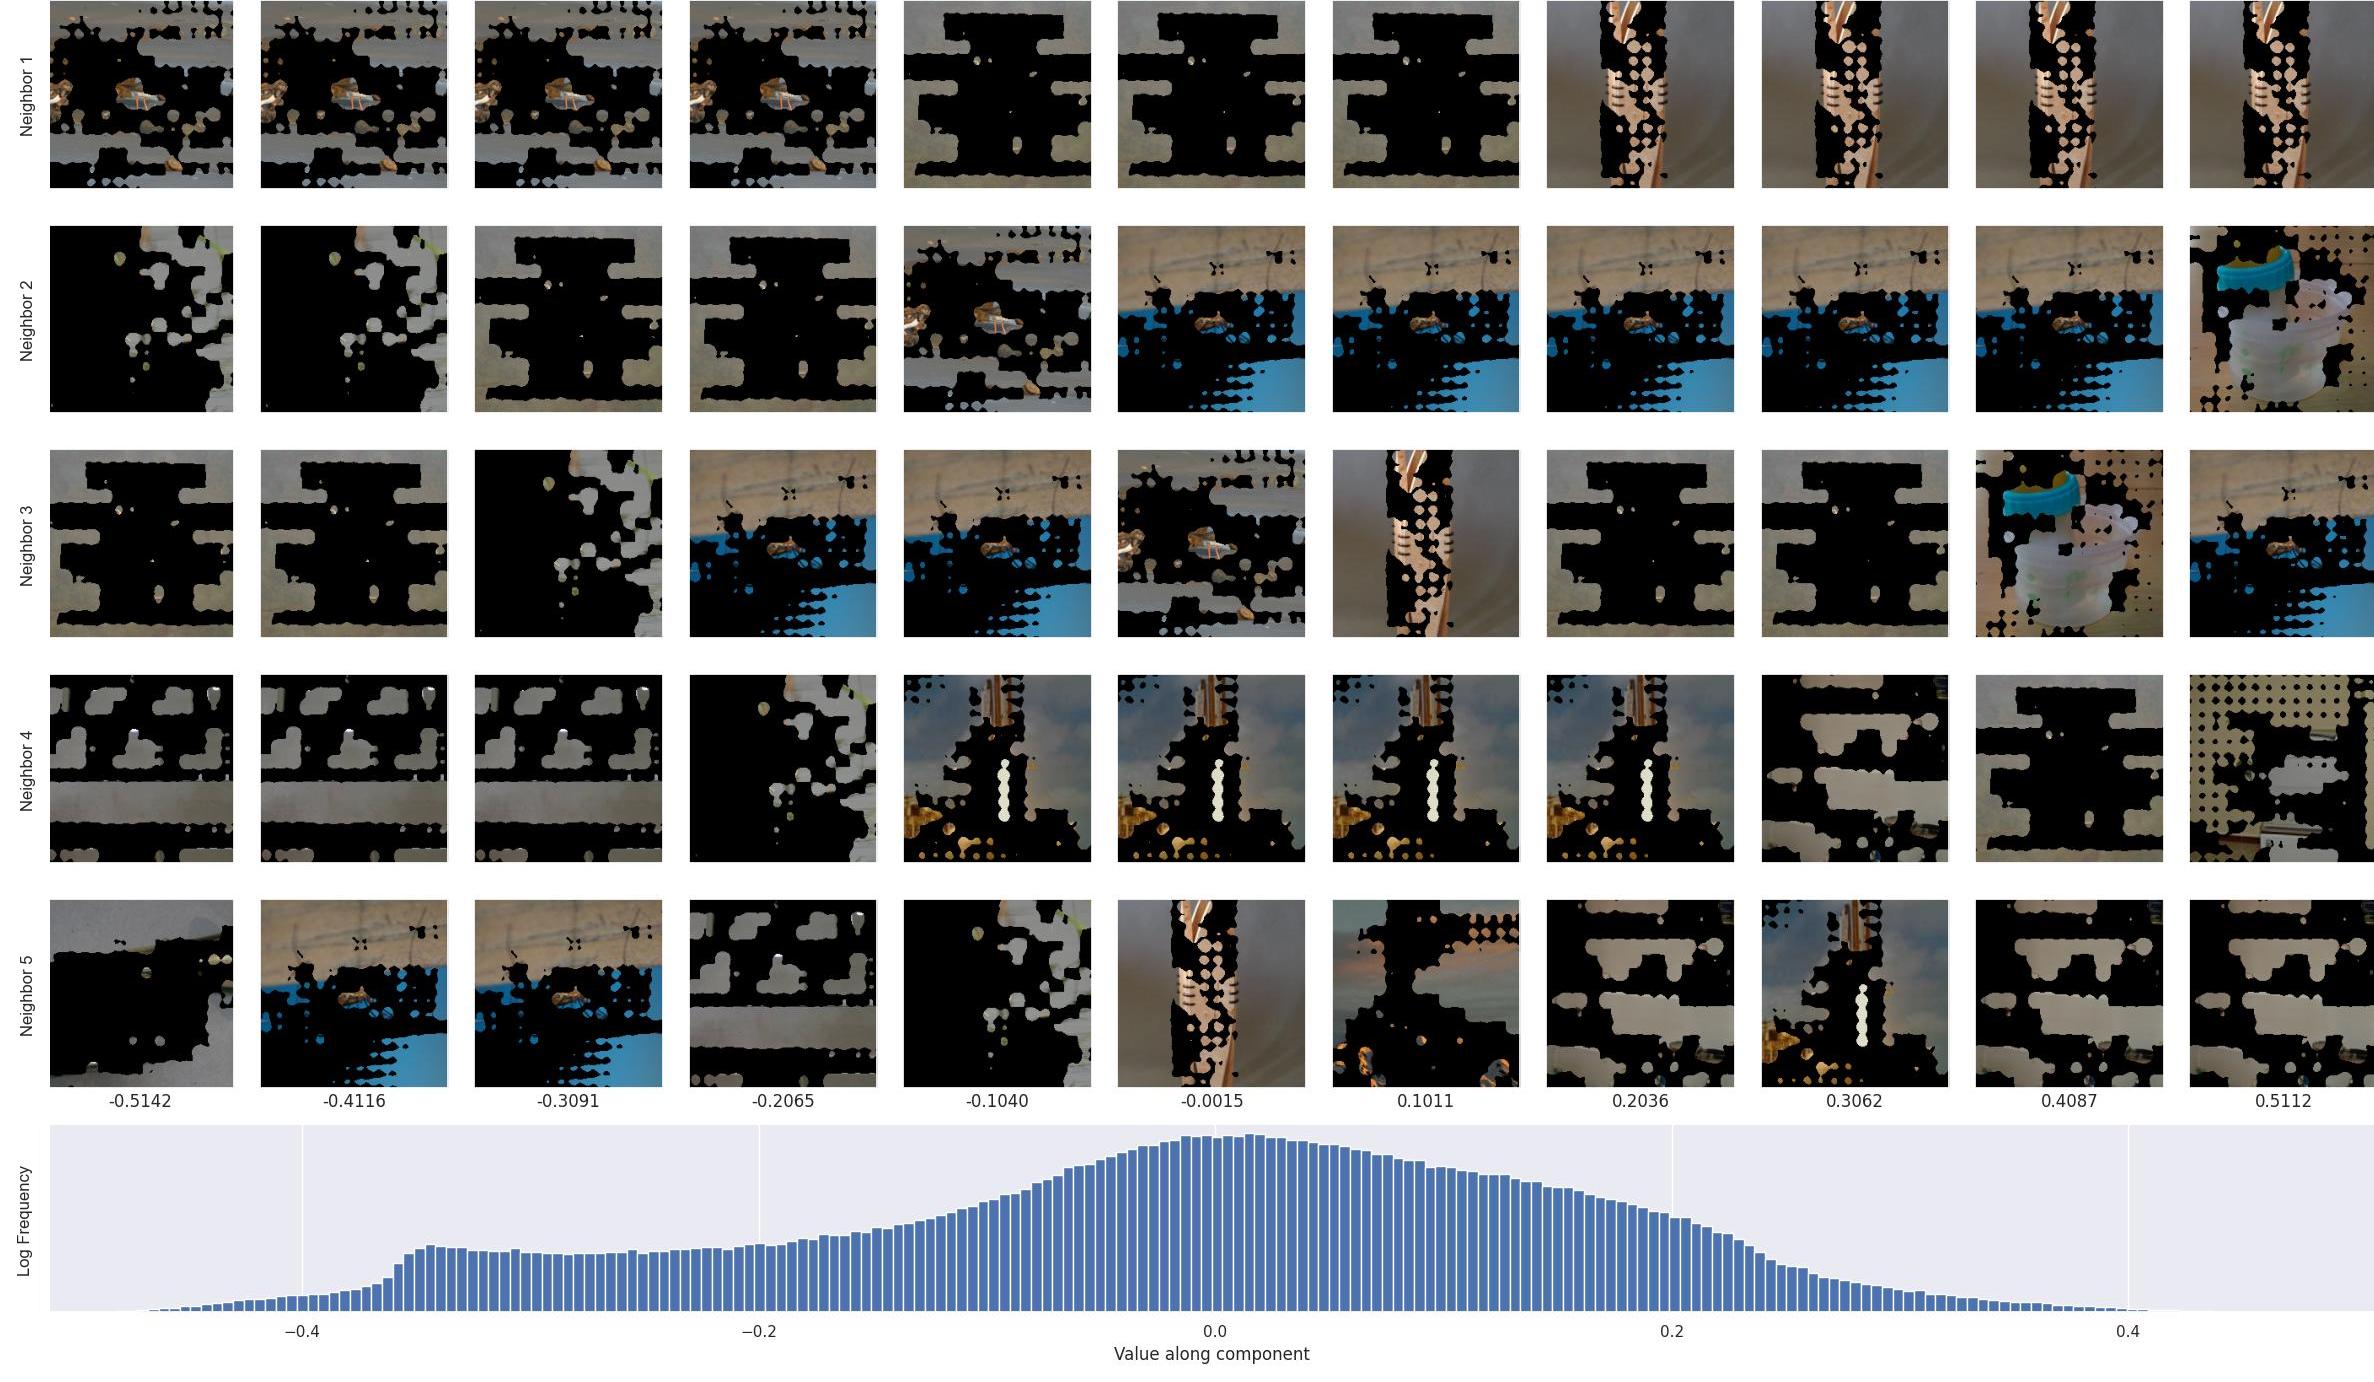 Neighbor 1
Neighbor 2
Neighbor 3
Neighbor 4
Neighbor 5
-0.5142 -0.4116 -0.3091 -0.2065 -0.1040 -0.0015 0.1011 0.2036 0.3062 0.4087 0.5112
Log Frequency
−0.4 −0.2 0.0 0.2 0.4
Value along component